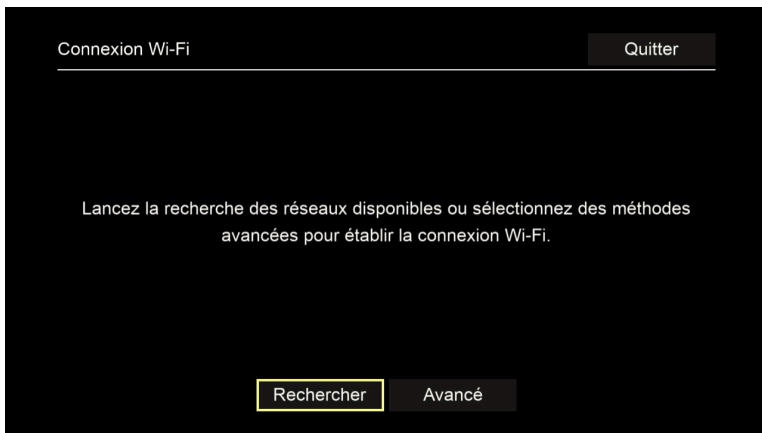 Connexion Wi-Fi
Quitter
Lancez la recherche des réseaux disponibles ou sélectionnez des méthodes
avancées pour établir la connexion Wi-Fi.
Rechercher
Avancé